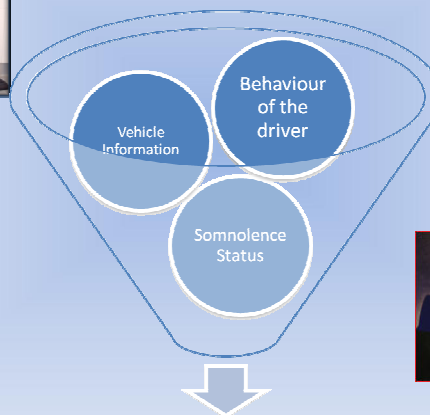 Behaviour
of the
driver
Vehicle
Information
Somnolence
Status